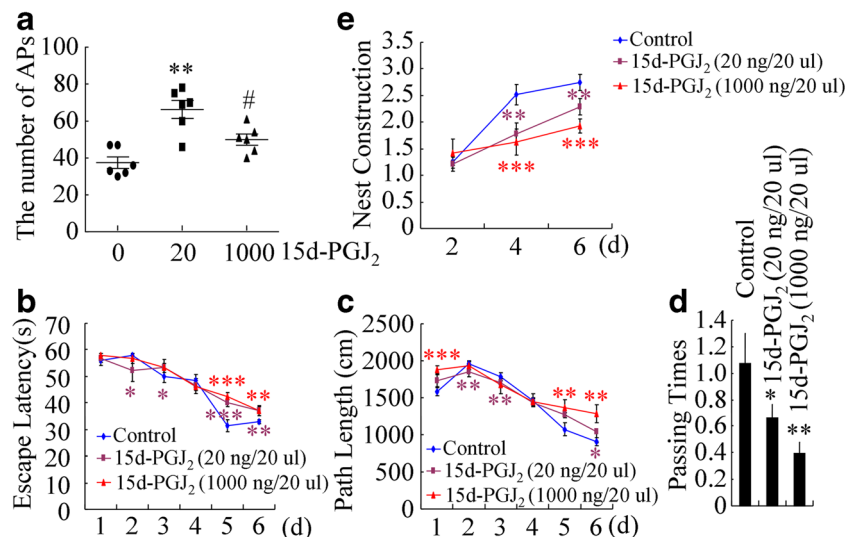 a
The number of APs
100
80
60
40
20
0
**
#
0 20 1000 15d-PGJ2
e
Nest Construction
3.5
3.0
2.5
2.0
1.5
1.0
0.5
0
**
**
***
***
2 4 6 (d)
Control
15d-PGJ2 (20 ng/20 ul)
15d-PGJ2 (1000 ng/20 ul)
b
Escape Latency(s)
70
60
50
40
30
20
10
0
***
**
*
*
***
**
Control
15d-PGJ2 (20 ng/20 ul)
15d-PGJ2 (1000 ng/20 ul)
1 2 3 4 5 6 (d)
c
Path Length (cm)
2500
2000
1500
1000
500
0
***
**
**
**
**
*
Control
15d-PGJ2 (20 ng/20 ul)
15d-PGJ2 (1000 ng/20 ul)
1 2 3 4 5 6 (d)
d
Passing Times
1.4
1.2
1.0
0.8
0.6
0.4
0.2
0
Control
* 15d-PGJ2 (20 ng/20 ul)
** 15d-PGJ2 (1000 ng/20 ul)